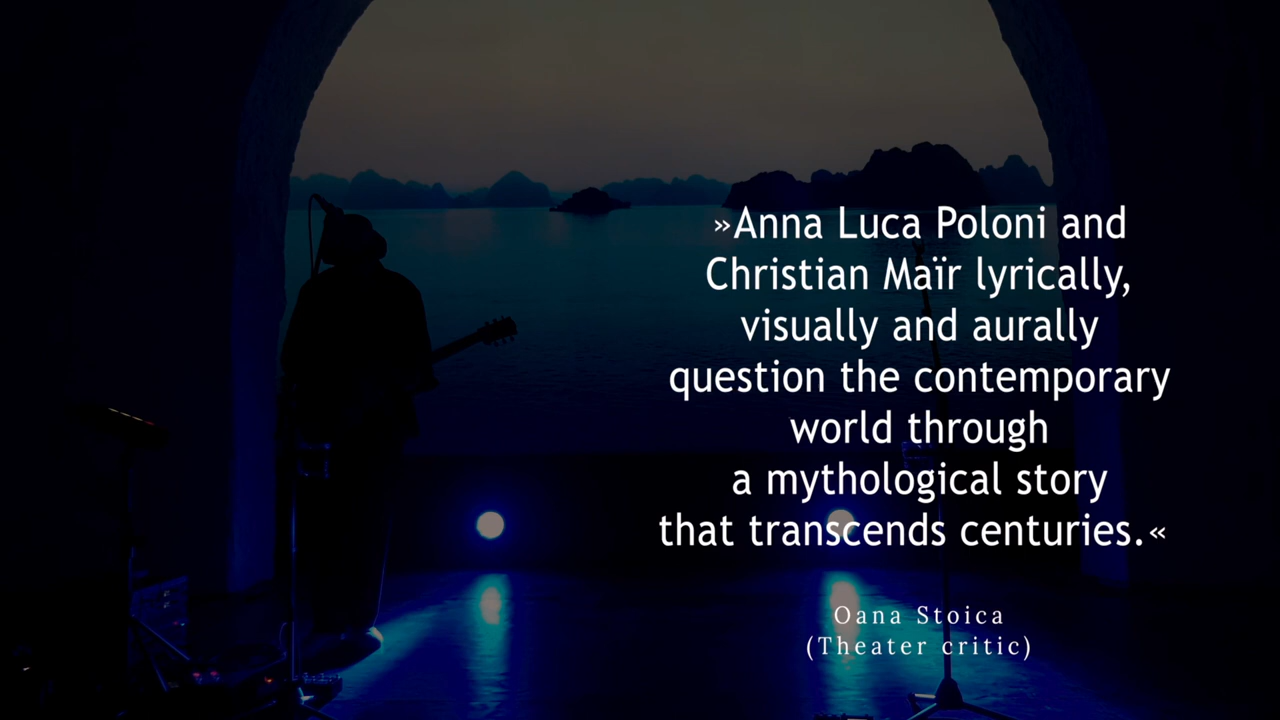 »Anna Luca Poloni and
Christian Maïr lyrically,
visually and aurally
question the contemporary
world through
a mythological story
that transcends centuries.«
Oana Stoica
(Theater critic)